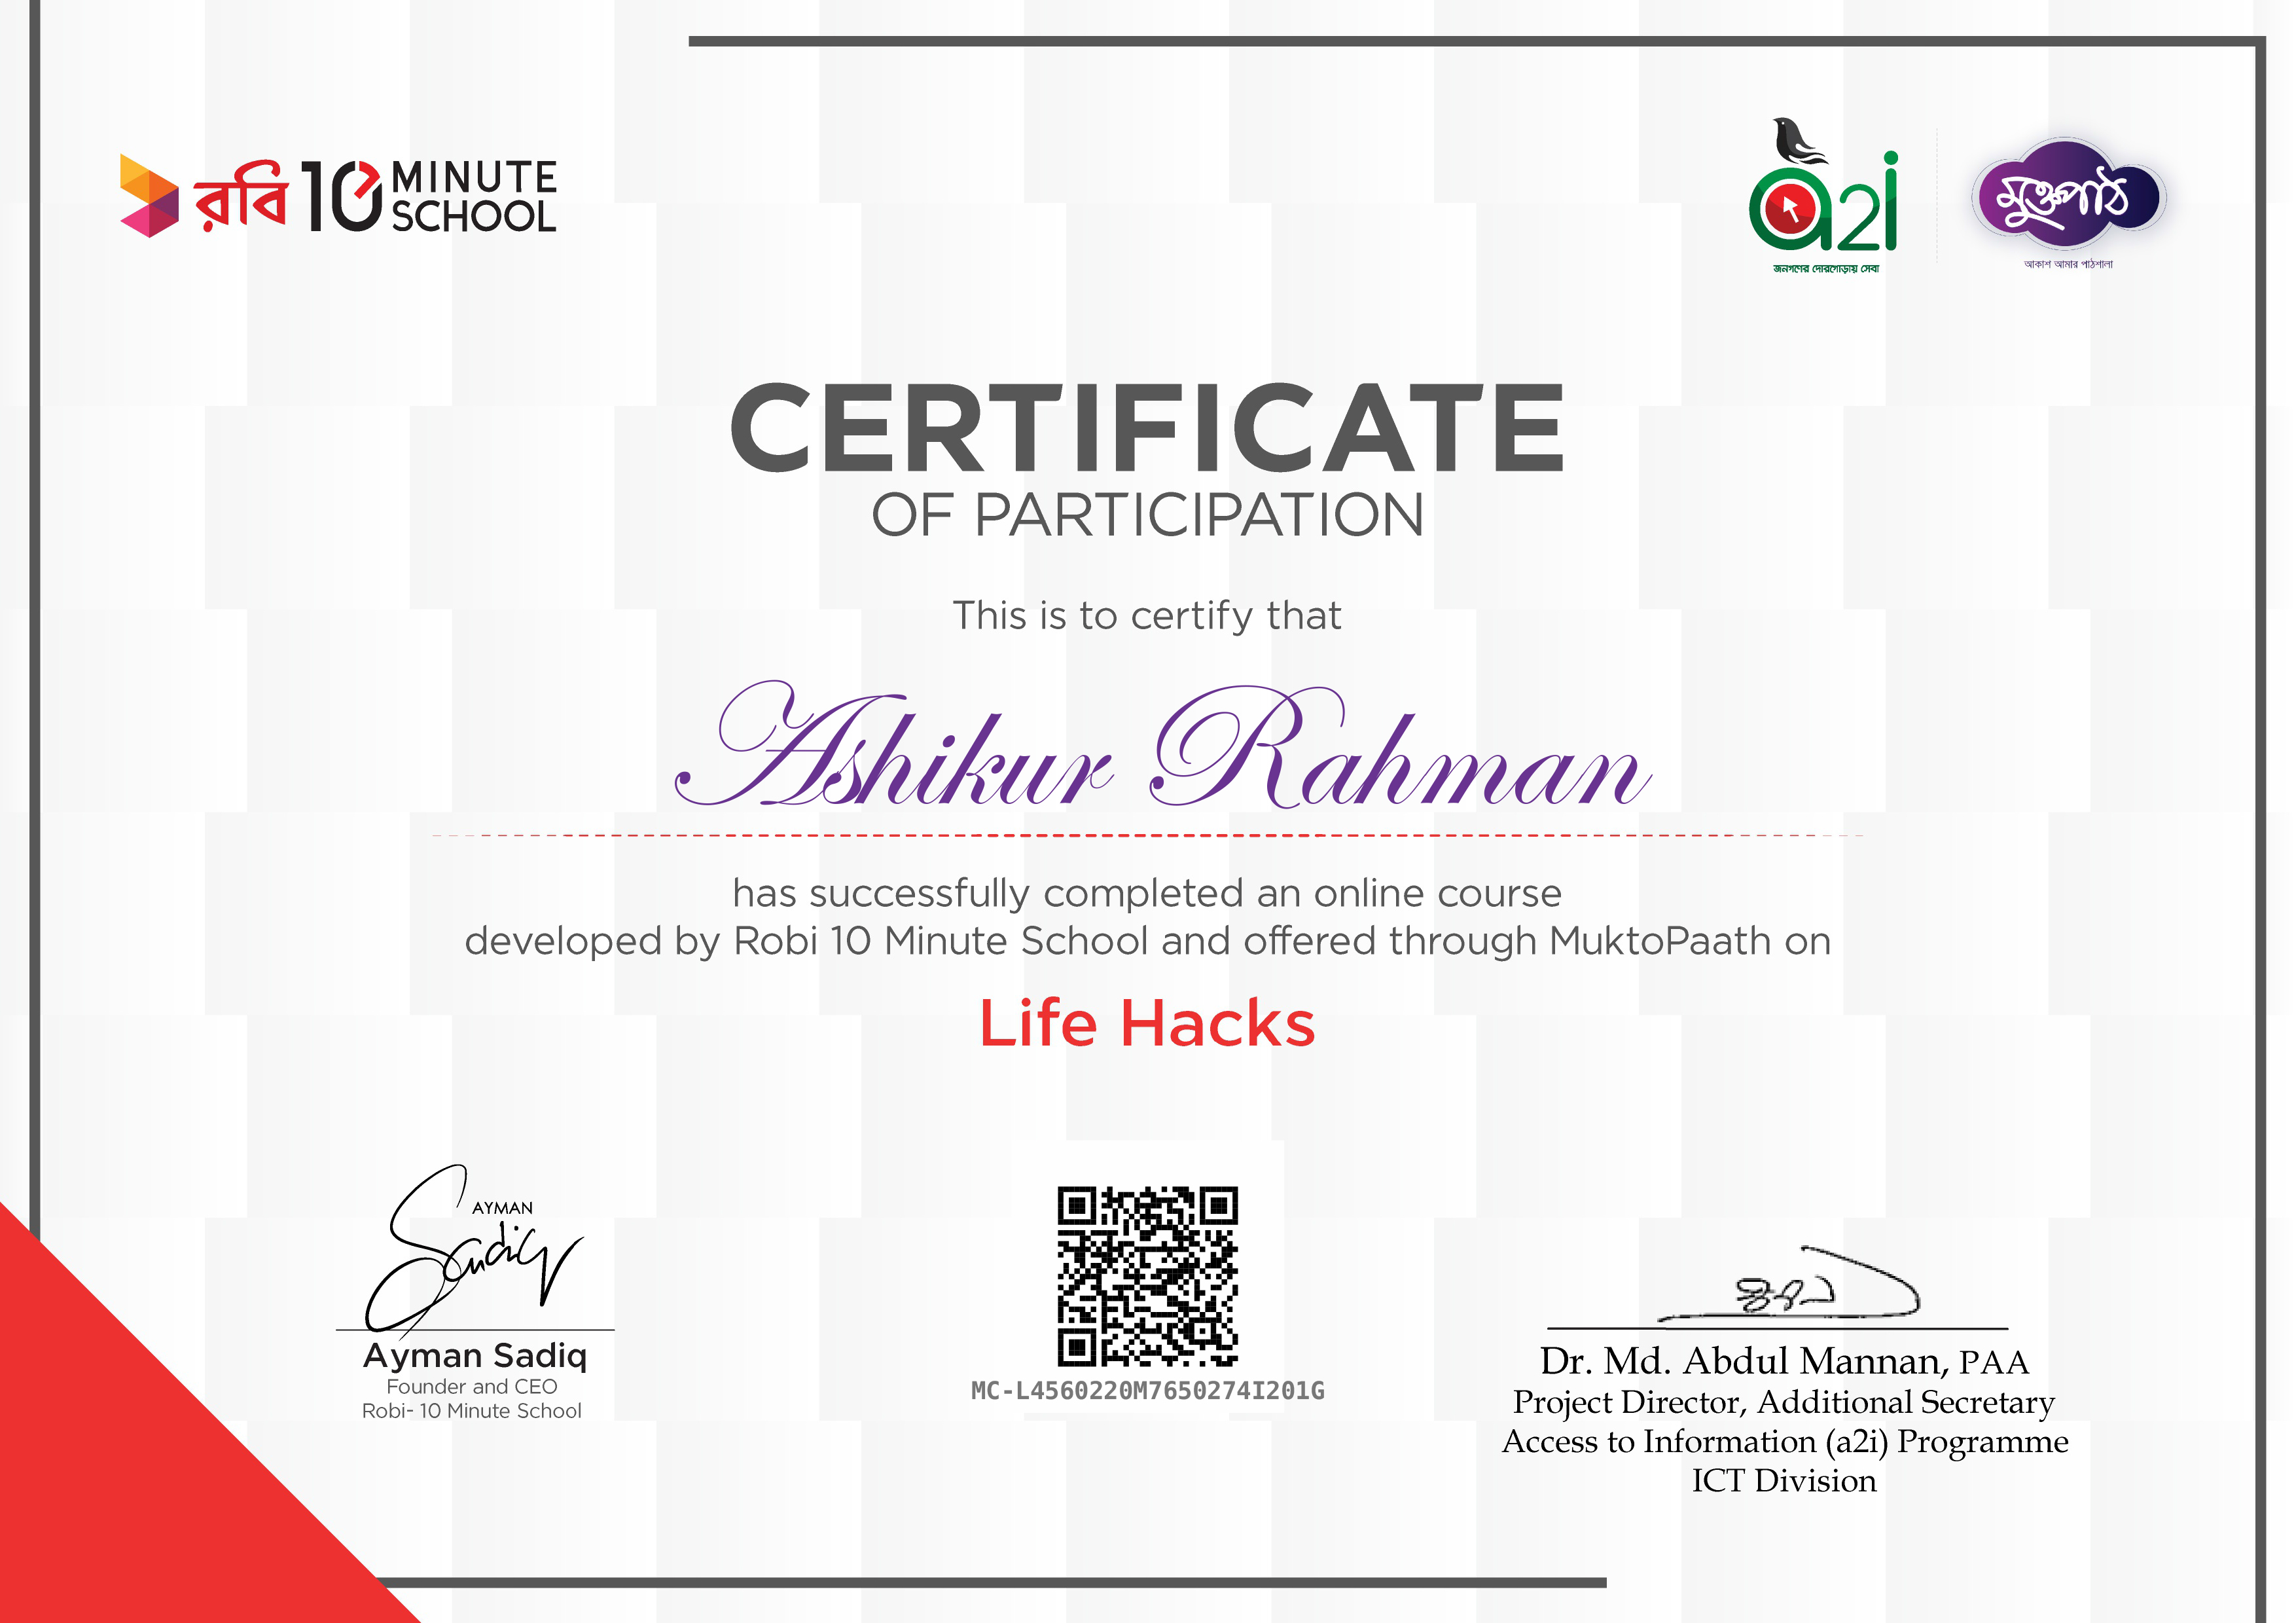 রবি 10 MINUTE SCHOOL
a2i
জনগণের দোরগোড়ায় সেবা
মুক্তপাঠ
আকাশ আমার পাঠশালা
CERTIFICATE
OF PARTICIPATION
This is to certify that
Ashikur Rahman
has successfully completed an online course
developed by Robi 10 Minute School and offered through MuktoPaath on
Life Hacks
AYMAN
Sadiq
Ayman Sadiq
Founder and CEO
Robi- 10 Minute School
MC-L4560220M7650274I201G
Dr. Md. Abdul Mannan, PAA
Project Director, Additional Secretary
Access to Information (a2i) Programme
ICT Division